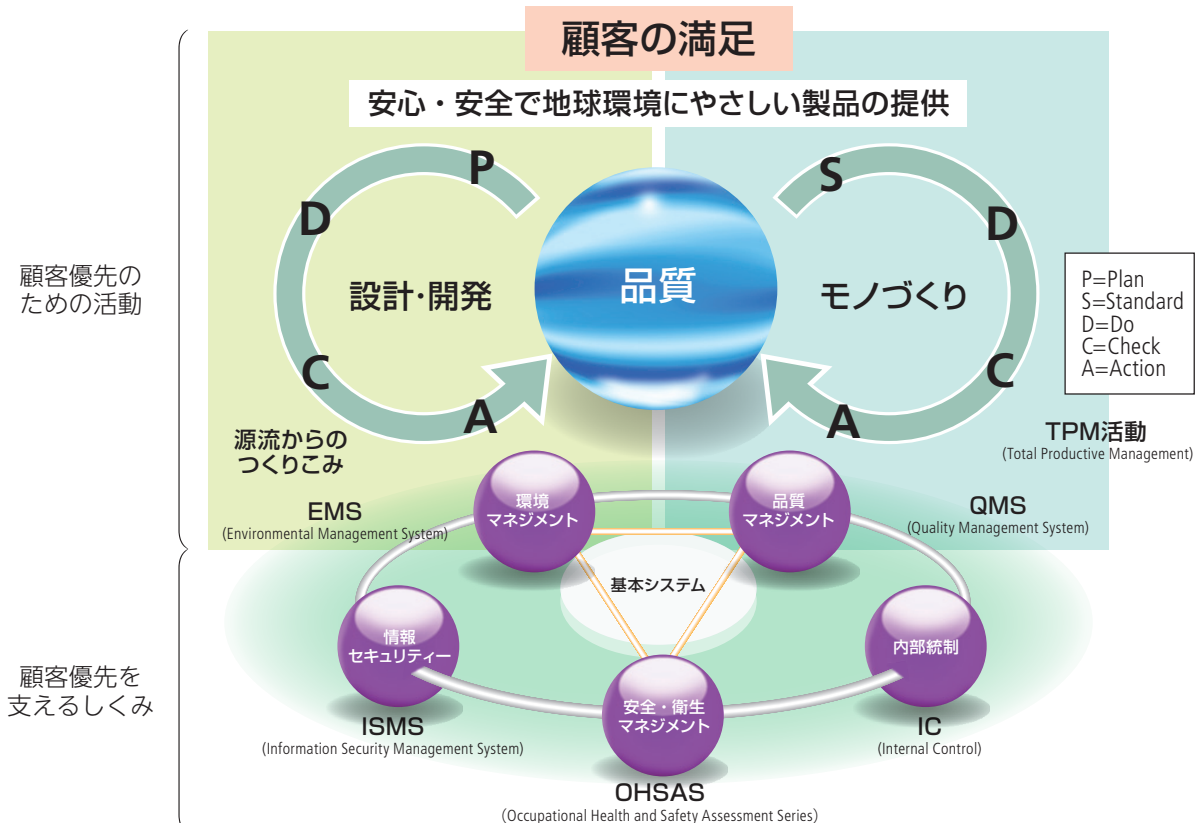 顧客の満足
安心・安全で地球環境にやさしい製品の提供
顧客優先の
ための活動
P
D
C
A
設計・開発
品質
S
D
C
A
モノづくり
P=Plan
S=Standard
D=Do
C=Check
A=Action
源流からの
つくりこみ
TPM活動
(Total Productive Management)
EMS
(Environmental Management System)
環境
マネジメント
品質
マネジメント
QMS
(Quality Management System)
基本システム
顧客優先を
支えるしくみ
情報
セキュリティー
内部統制
安全・衛生
マネジメント
ISMS
(Information Security Management System)
IC
(Internal Control)
OHSAS
(Occupational Health and Safety Assessment Series)